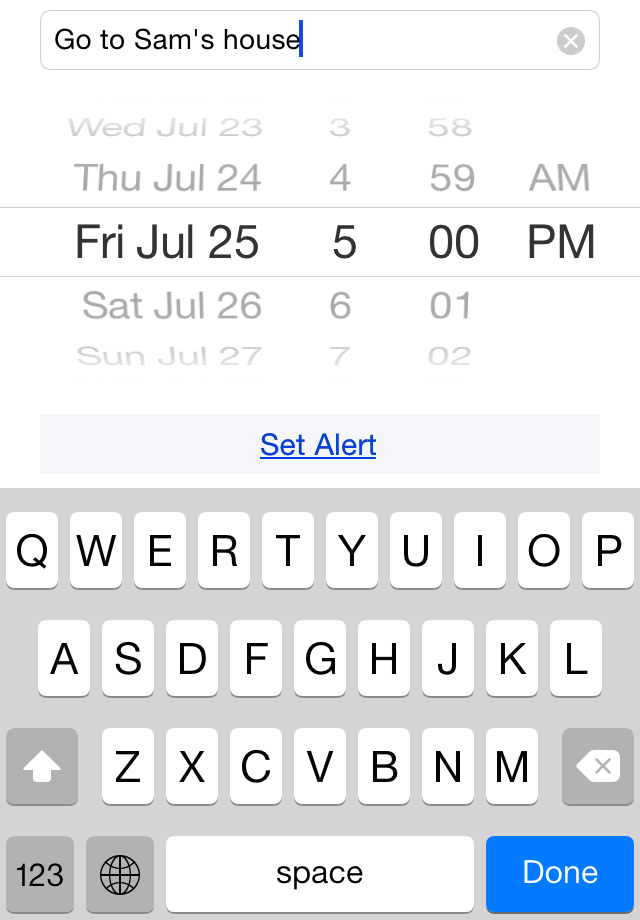 Go to Sam's house
Wed Jul 23 3 58
Thu Jul 24 4 59 AM
Fri Jul 25 5 00 PM
Sat Jul 26 6 01
Sun Jul 27 7 02
Set Alert
Q W E R T Y U I O P
A S D F G H J K L
Z X C V B N M
123 space Done